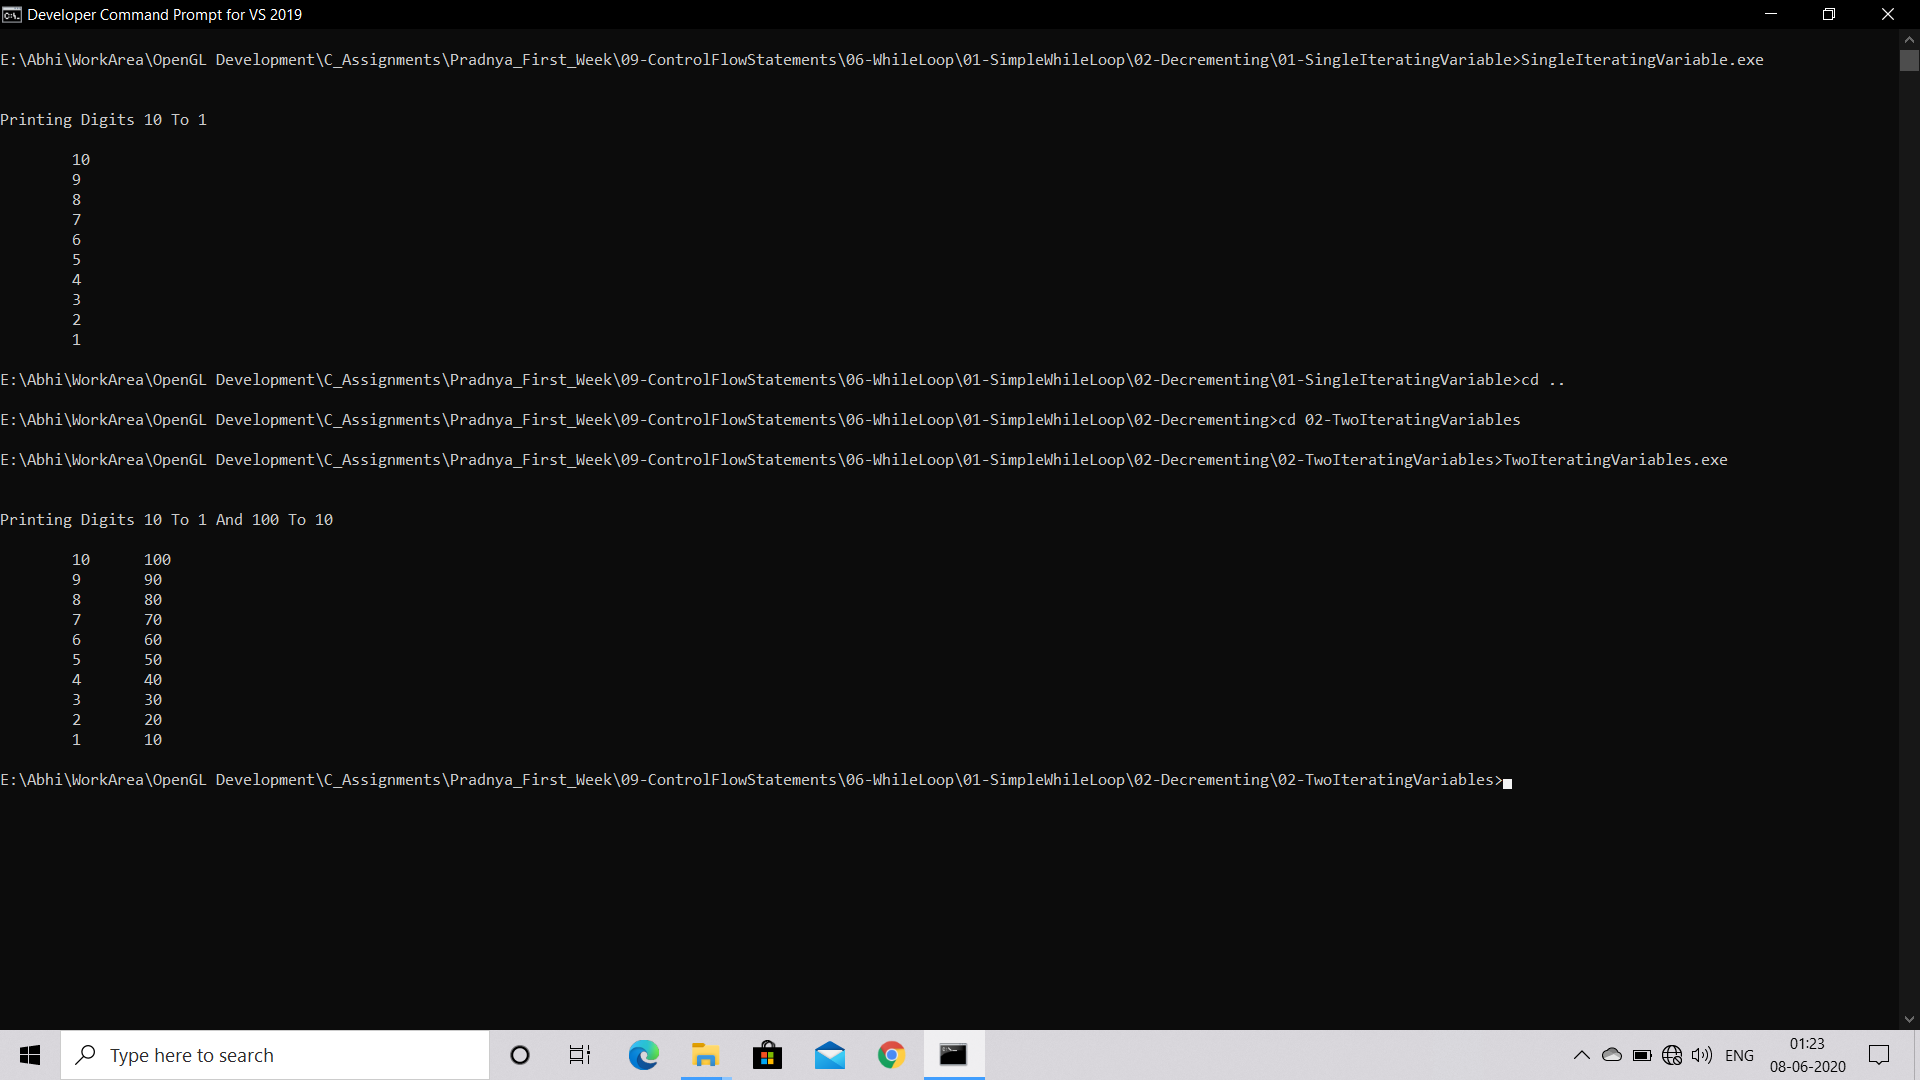 Developer Command Prompt for VS 2019
E:\Abhi\WorkArea\OpenGL Development\C_Assignments\Pradnya_First_Week\09-ControlFlowStatements\06-WhileLoop\01-SimpleWhileLoop\02-Decrementing\01-SingleIteratingVariable>SingleIteratingVariable.exe
Printing Digits 10 To 1
10
9
8
7
6
5
4
3
2
1
E:\Abhi\WorkArea\OpenGL Development\C_Assignments\Pradnya_First_Week\09-ControlFlowStatements\06-WhileLoop\01-SimpleWhileLoop\02-Decrementing\01-SingleIteratingVariable>cd ..
E:\Abhi\WorkArea\OpenGL Development\C_Assignments\Pradnya_First_Week\09-ControlFlowStatements\06-WhileLoop\01-SimpleWhileLoop\02-Decrementing>cd 02-TwoIteratingVariables
E:\Abhi\WorkArea\OpenGL Development\C_Assignments\Pradnya_First_Week\09-ControlFlowStatements\06-WhileLoop\01-SimpleWhileLoop\02-Decrementing\02-TwoIteratingVariables>TwoIteratingVariables.exe
Printing Digits 10 To 1 And 100 To 10
10 100
9 90
8 80
7 70
6 60
5 50
4 40
3 30
2 20
1 10
E:\Abhi\WorkArea\OpenGL Development\C_Assignments\Pradnya_First_Week\09-ControlFlowStatements\06-WhileLoop\01-SimpleWhileLoop\02-Decrementing\02-TwoIteratingVariables>
Type here to search
ENG
01:23
08-06-2020